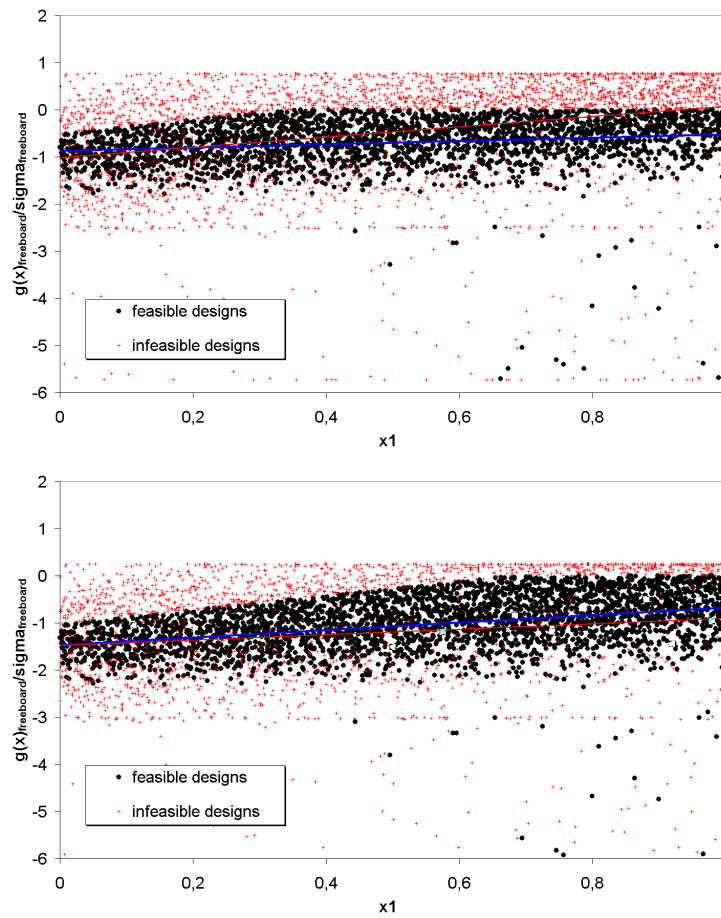 2
1
0
-1
-2
-3
-4
-5
-6
g(x)freeboard/sigmafreeboard
feasible designs
infeasible designs
0 0,2 0,4 0,6 0,8
x1
2
1
0
-1
-2
-3
-4
-5
-6
g(x)freeboard/sigmafreeboard
feasible designs
infeasible designs
0 0,2 0,4 0,6 0,8
x1